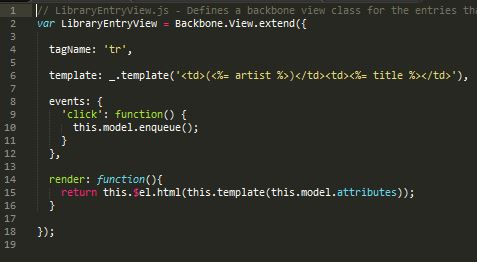 1 // LibraryEntryView.js - Defines a backbone view class for the entries
2 var LibraryEntryView = Backbone.View.extend({
3
4 tagName: 'tr',
5
6 template: _.template('<td>(<%= artist %>)</td><td><%= title %></td>'),
7
8 events: {
9 'click': function() {
10 this.model.enqueue();
11 }
12 },
13
14 render: function(){
15 return this.$el.html(this.template(this.model.attributes));
16 }
17
18 });
19